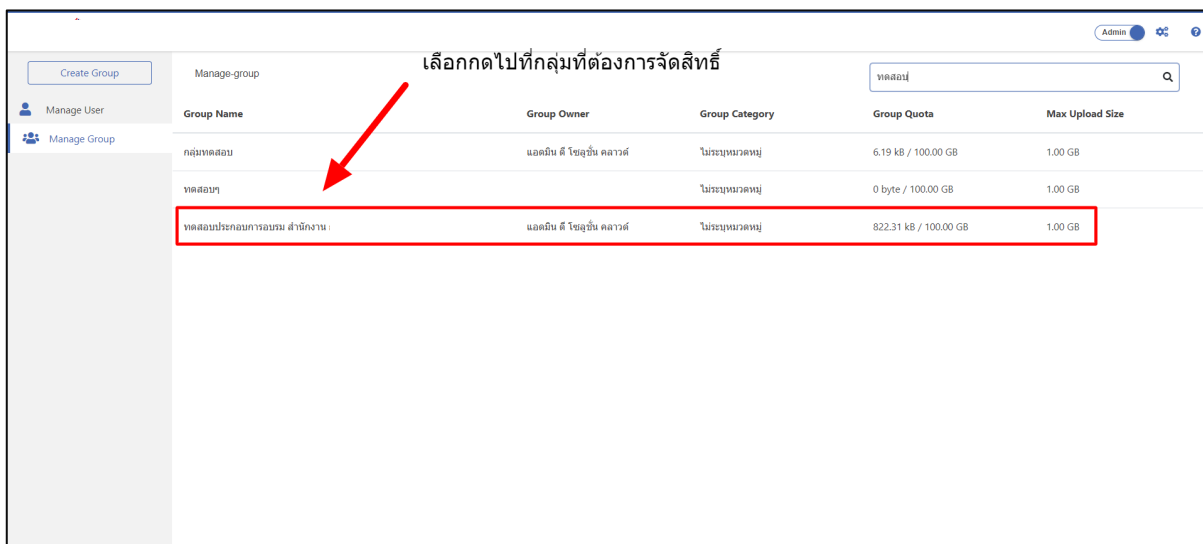 Admin
เลือกกดไปที่กลุ่มที่ต้องการจัดสิทธิ์
Create Group
Manage-group
ทดสอบ
Manage User
Manage Group
Group Name Group Owner Group Category Group Quota Max Upload Size
กลุ่มทดสอบ แอดมิน ดี โซลูชั่น คลาวด์ ไม่ระบุหมวดหมู่ 6.19 kB / 100.00 GB 1.00 GB
ทดสอบๆ ไม่ระบุหมวดหมู่ 0 byte / 100.00 GB 1.00 GB
ทดสอบประกอบการอบรม สำนักงาน แอดมิน ดี โซลูชั่น คลาวด์ ไม่ระบุหมวดหมู่ 822.31 kB / 100.00 GB 1.00 GB